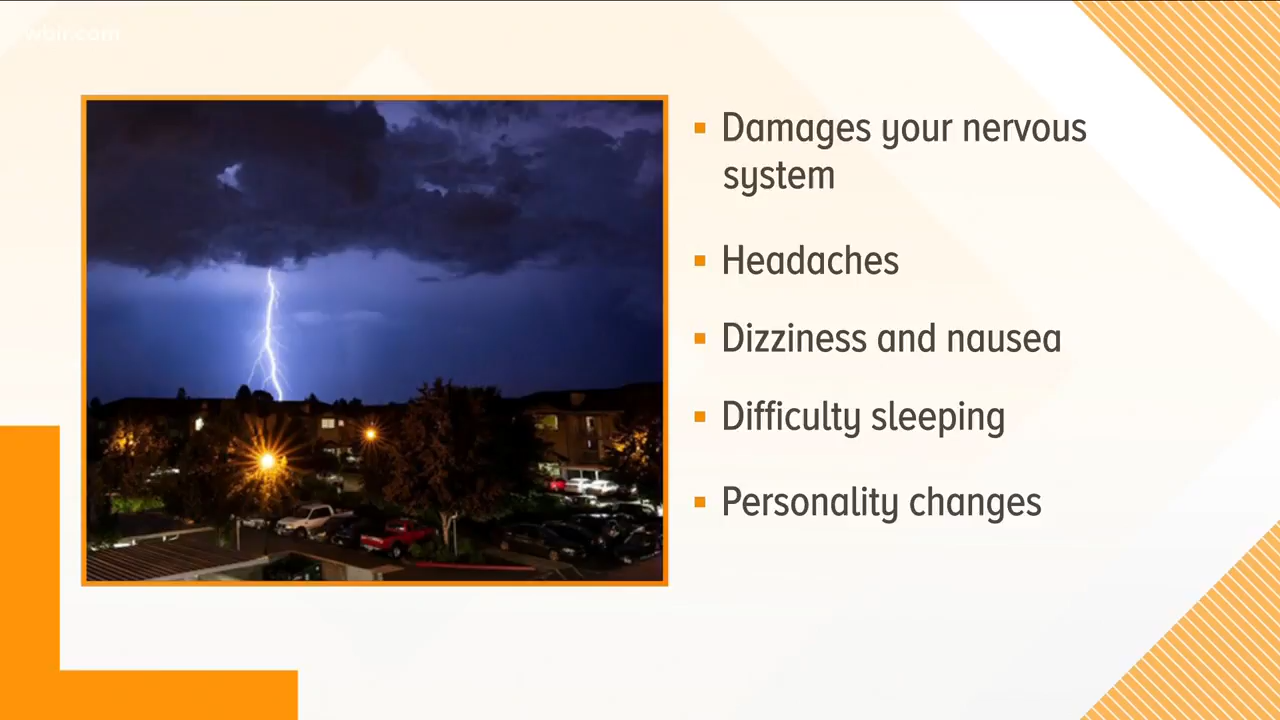 wbir.com
Damages your nervous
system
Headaches
Dizziness and nausea
Difficulty sleeping
Personality changes